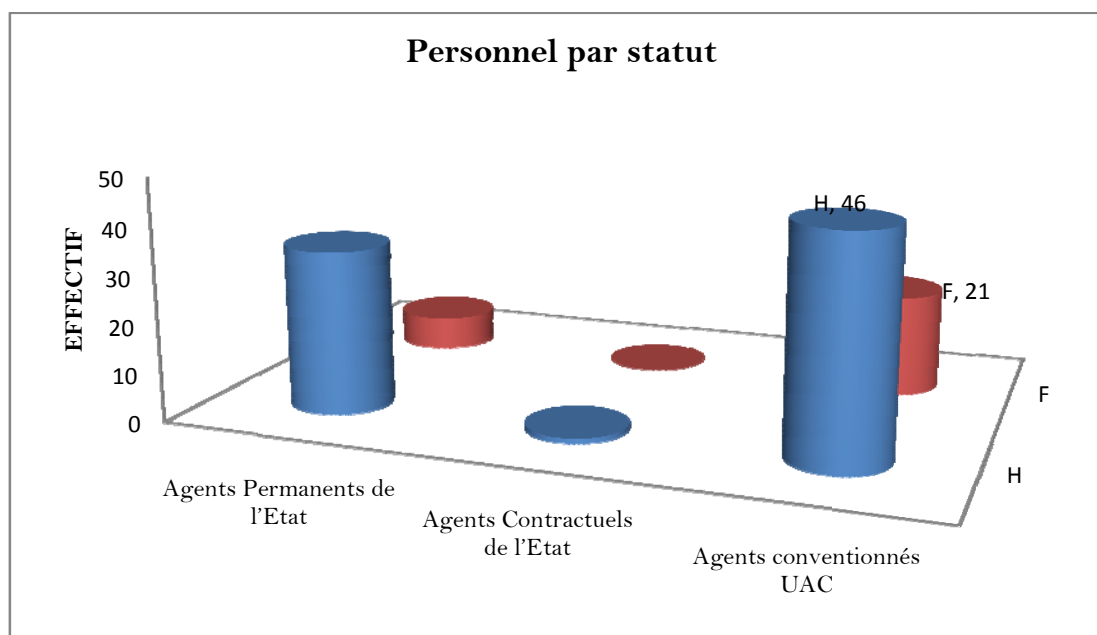 Personnel par statut
EFFECTIF
50
40
30
20
10
0
H, 46
F, 21
F
H
Agents Permanents de
l’Etat
Agents Contractuels
de l’Etat
Agents conventionnés
UAC